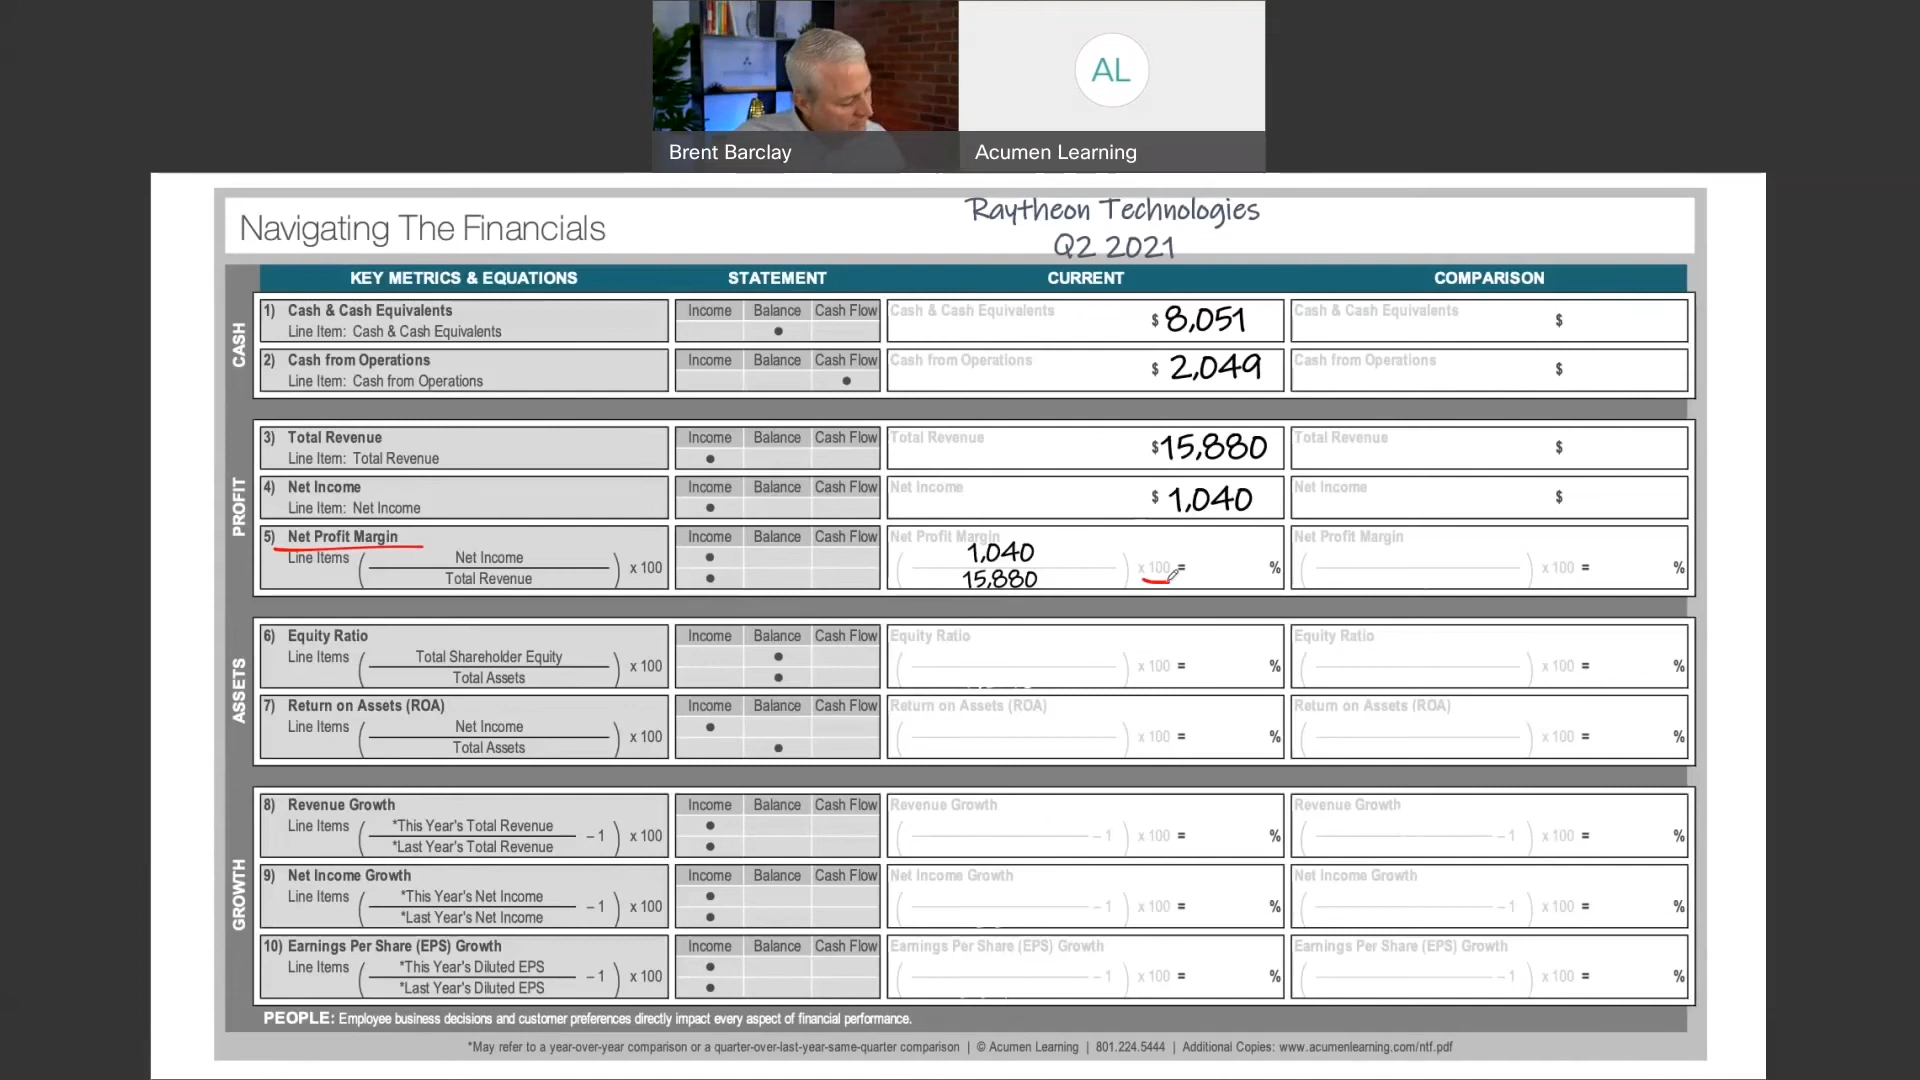 AL
Brent Barclay
Acumen Learning
Navigating The Financials
Raytheon Technologies
Q2 2021
KEY METRICS & EQUATIONS STATEMENT CURRENT COMPARISON
CASH
1) Cash & Cash Equivalents Income Balance Cash Flow Cash & Cash Equivalents $ 8,051 Cash & Cash Equivalents $
Line Item: Cash & Cash Equivalents •
2) Cash from Operations Income Balance Cash Flow Cash from Operations $ 2,049 Cash from Operations $
Line Item: Cash from Operations •
PROFIT
3) Total Revenue Income Balance Cash Flow Total Revenue $ 15,880 Total Revenue $
Line Item: Total Revenue •
4) Net Income Income Balance Cash Flow Net Income $ 1,040 Net Income $
Line Item: Net Income •
5) Net Profit Margin Income Balance Cash Flow Net Profit Margin Net Profit Margin
Line Items ( Net Income • 1,040
) x 100 ( ) x 100 = % ( ) x 100 = %
Total Revenue • 15,880
ASSETS
6) Equity Ratio Income Balance Cash Flow Equity Ratio Equity Ratio
Line Items ( Total Shareholder Equity •
) x 100 ( ) x 100 = % ( ) x 100 = %
Total Assets •
7) Return on Assets (ROA) Income Balance Cash Flow Return on Assets (ROA) Return on Assets (ROA)
Line Items ( Net Income •
) x 100 ( ) x 100 = % ( ) x 100 = %
Total Assets •
GROWTH
8) Revenue Growth Income Balance Cash Flow Revenue Growth Revenue Growth
Line Items ( *This Year's Total Revenue •
– 1 ) x 100 ( – 1 ) x 100 = % ( – 1 ) x 100 = %
*Last Year's Total Revenue •
9) Net Income Growth Income Balance Cash Flow Net Income Growth Net Income Growth
Line Items ( *This Year's Net Income •
– 1 ) x 100 ( – 1 ) x 100 = % ( – 1 ) x 100 = %
*Last Year's Net Income •
10) Earnings Per Share (EPS) Growth Income Balance Cash Flow Earnings Per Share (EPS) Growth Earnings Per Share (EPS) Growth
Line Items ( *This Year's Diluted EPS •
– 1 ) x 100 ( – 1 ) x 100 = % ( – 1 ) x 100 = %
*Last Year's Diluted EPS •
PEOPLE: Employee business decisions and customer preferences directly impact every aspect of financial performance.
*May refer to a year-over-year comparison or a quarter-over-last-year-same-quarter comparison | © Acumen Learning | 801.224.5444 | Additional Copies: www.acumenlearning.com/ntf.pdf